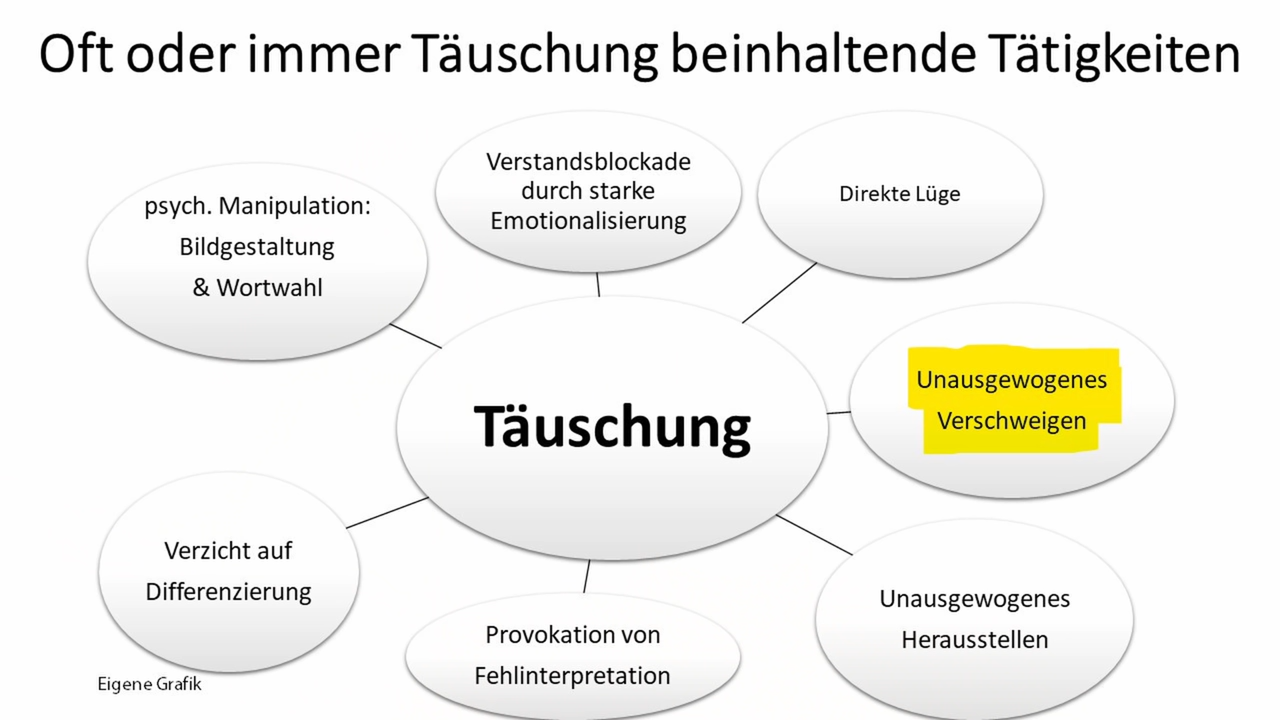 Oft oder immer Täuschung beinhaltende Tätigkeiten
Verstandsblockade
durch starke
Emotionalisierung
Direkte Lüge
psych. Manipulation:
Bildgestaltung
& Wortwahl
Unausgewogenes
Verschweigen
Täuschung
Verzicht auf
Differenzierung
Unausgewogenes
Herausstellen
Provokation von
Fehlinterpretation
Eigene Grafik